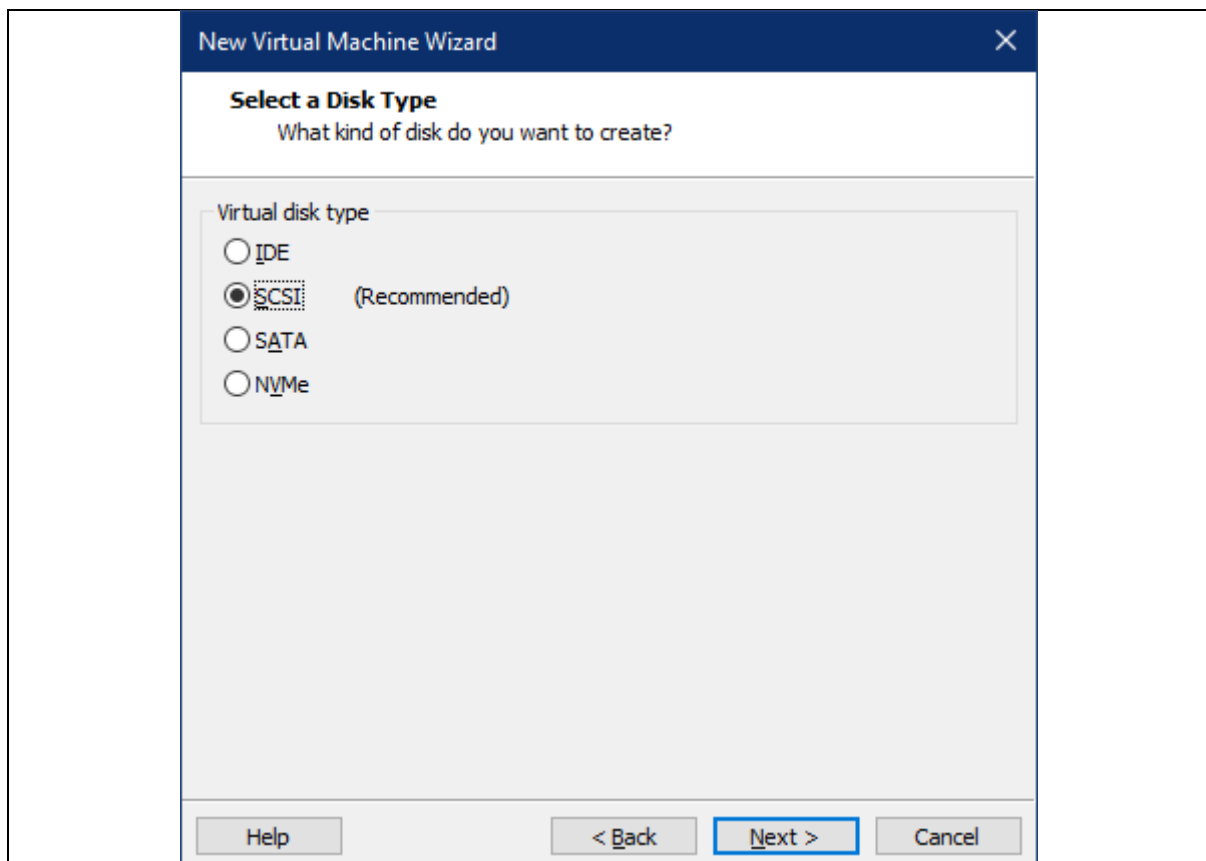 New Virtual Machine Wizard
Select a Disk Type
What kind of disk do you want to create?
Virtual disk type
IDE
SCSI (Recommended)
SATA
NVMe
Help < Back Next > Cancel